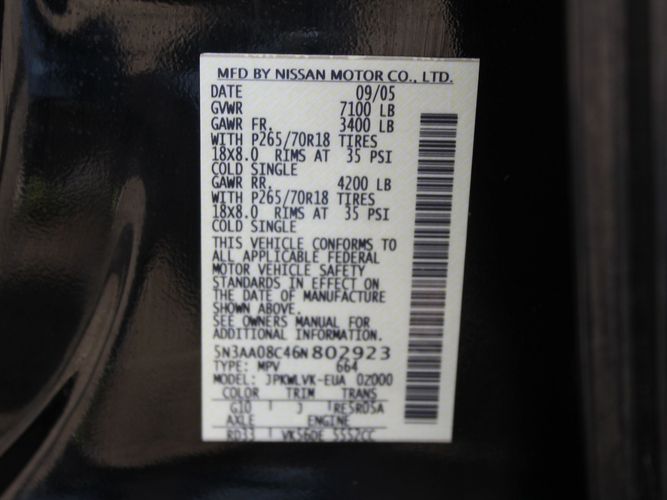 MFD BY NISSAN MOTOR CO., LTD.
DATE 09/05
GVWR 7100 LB
GAWR FR. 3400 LB
WITH P265/70R18 TIRES
18X8.0 RIMS AT 35 PSI
COLD SINGLE
GAWR RR. 4200 LB
WITH P265/70R18 TIRES
18X8.0 RIMS AT 35 PSI
COLD SINGLE
THIS VEHICLE CONFORMS TO
ALL APPLICABLE FEDERAL
MOTOR VEHICLE SAFETY
STANDARDS IN EFFECT ON
THE DATE OF MANUFACTURE
SHOWN ABOVE.
SEE OWNERS MANUAL FOR
ADDITIONAL INFORMATION.
5N3AA08C46N802923
TYPE: MPV 664
MODEL: JPKWLVK-EUA 0Z000
COLOR TRIM TRANS
G10 J RE5R05A
AXLE ENGINE
RD33 VK56DE 5552CC